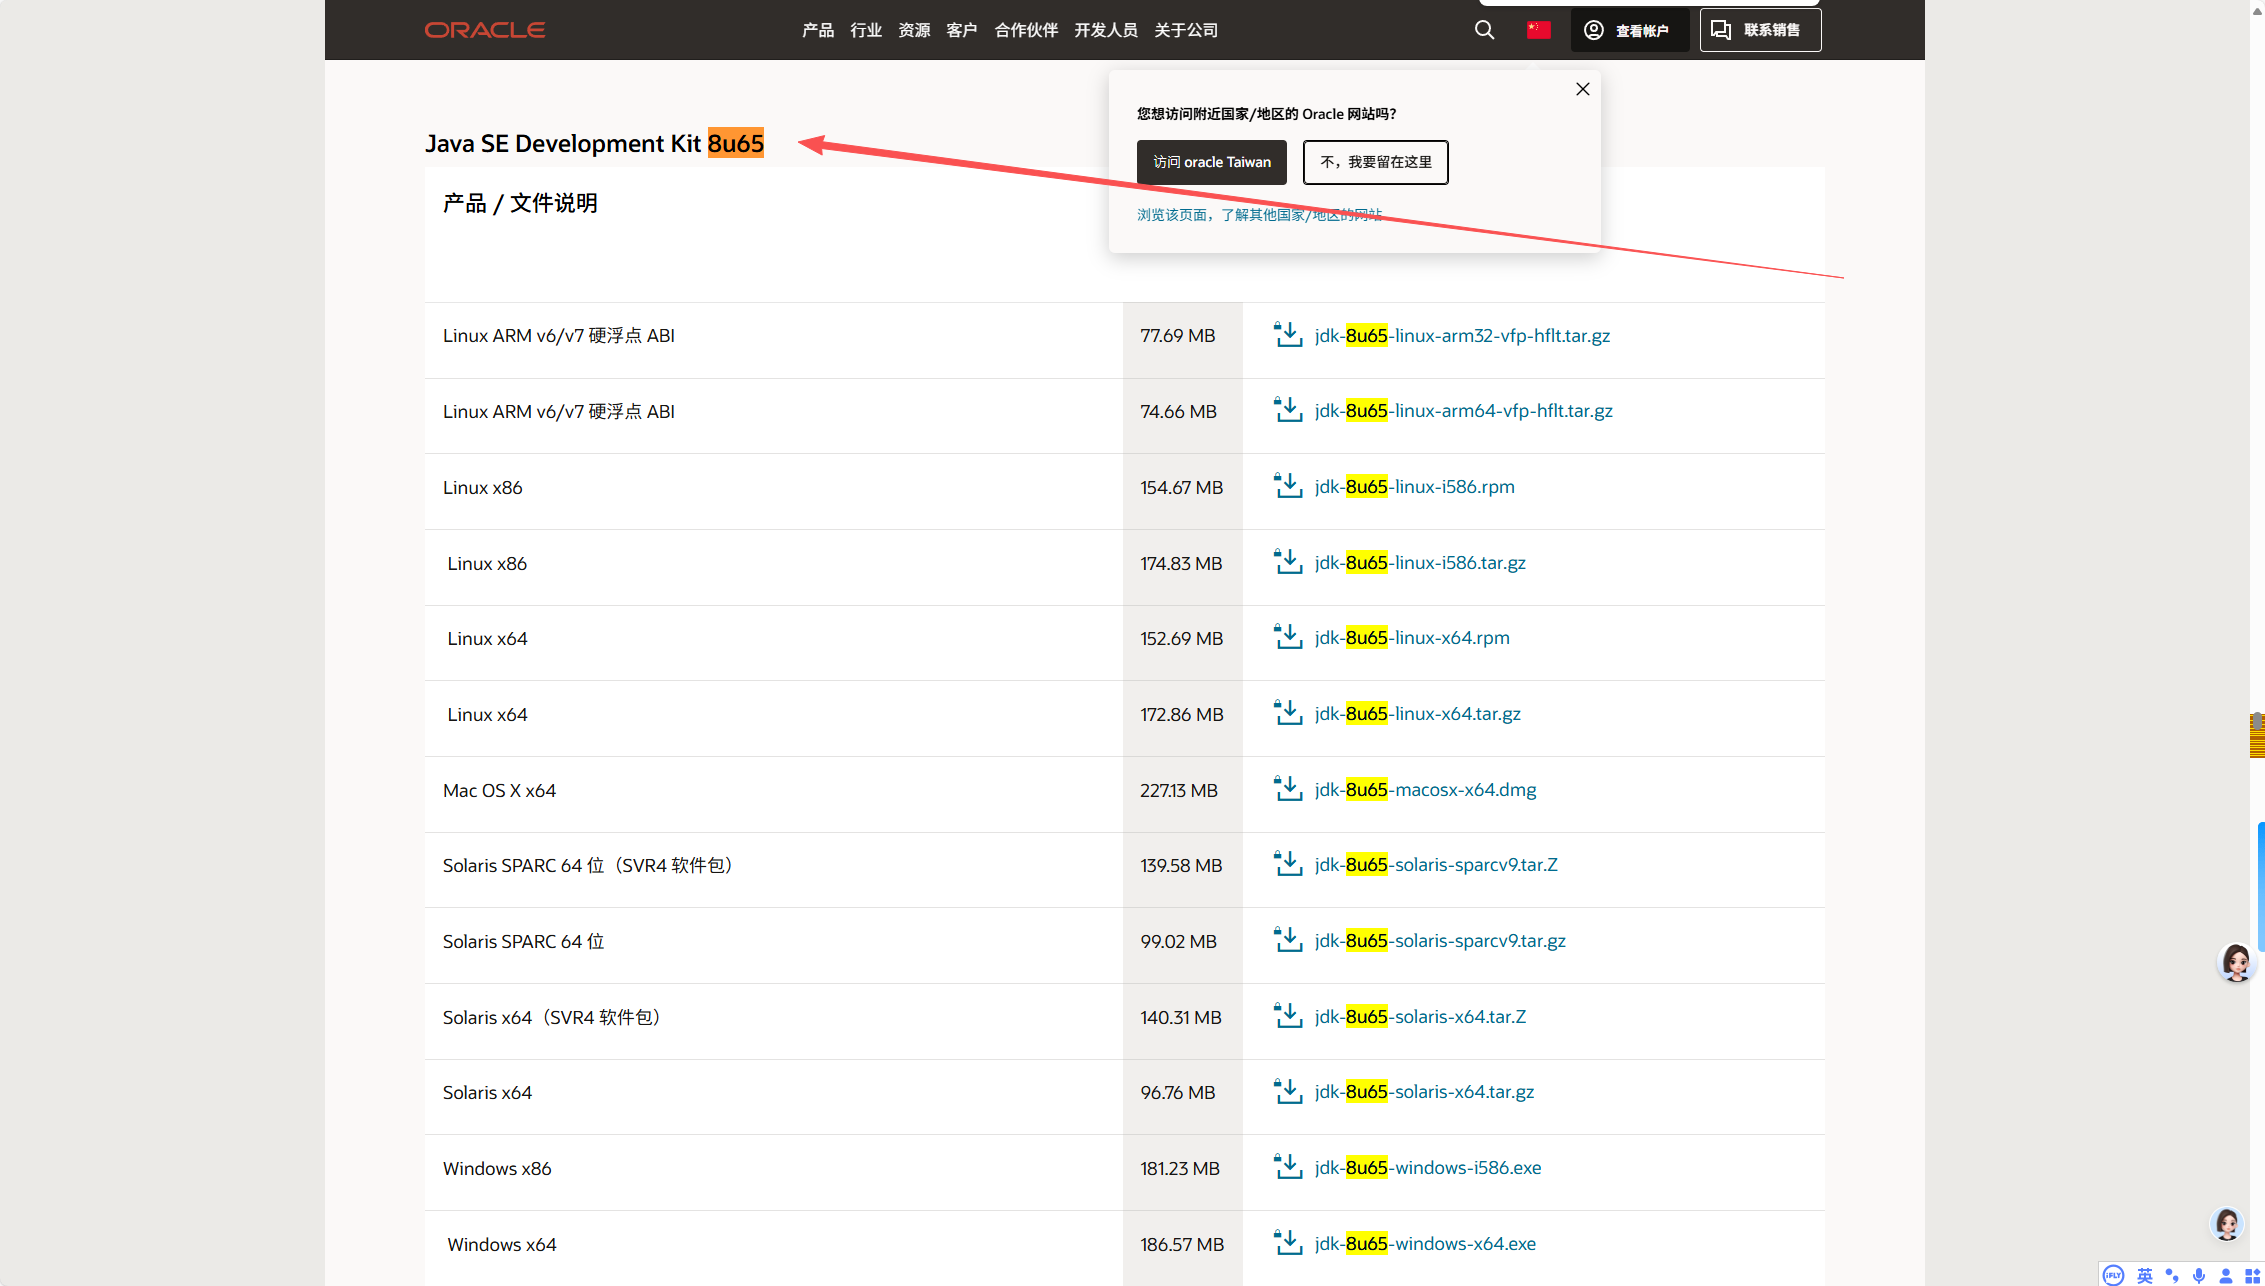 ORACLE
产品 行业 资源 客户 合作伙伴 开发人员 关于公司
查看帐户
联系销售
您想访问附近国家/地区的 Oracle 网站吗?
访问 oracle Taiwan
不，我要留在这里
浏览该页面，了解其他国家/地区的网站
Java SE Development Kit 8u65
产品 / 文件说明
Linux ARM v6/v7 硬浮点 ABI 77.69 MB jdk-8u65-linux-arm32-vfp-hflt.tar.gz
Linux ARM v6/v7 硬浮点 ABI 74.66 MB jdk-8u65-linux-arm64-vfp-hflt.tar.gz
Linux x86 154.67 MB jdk-8u65-linux-i586.rpm
Linux x86 174.83 MB jdk-8u65-linux-i586.tar.gz
Linux x64 152.69 MB jdk-8u65-linux-x64.rpm
Linux x64 172.86 MB jdk-8u65-linux-x64.tar.gz
Mac OS X x64 227.13 MB jdk-8u65-macosx-x64.dmg
Solaris SPARC 64 位（SVR4 软件包） 139.58 MB jdk-8u65-solaris-sparcv9.tar.Z
Solaris SPARC 64 位 99.02 MB jdk-8u65-solaris-sparcv9.tar.gz
Solaris x64（SVR4 软件包） 140.31 MB jdk-8u65-solaris-x64.tar.Z
Solaris x64 96.76 MB jdk-8u65-solaris-x64.tar.gz
Windows x86 181.23 MB jdk-8u65-windows-i586.exe
Windows x64 186.57 MB jdk-8u65-windows-x64.exe
iFLY 英